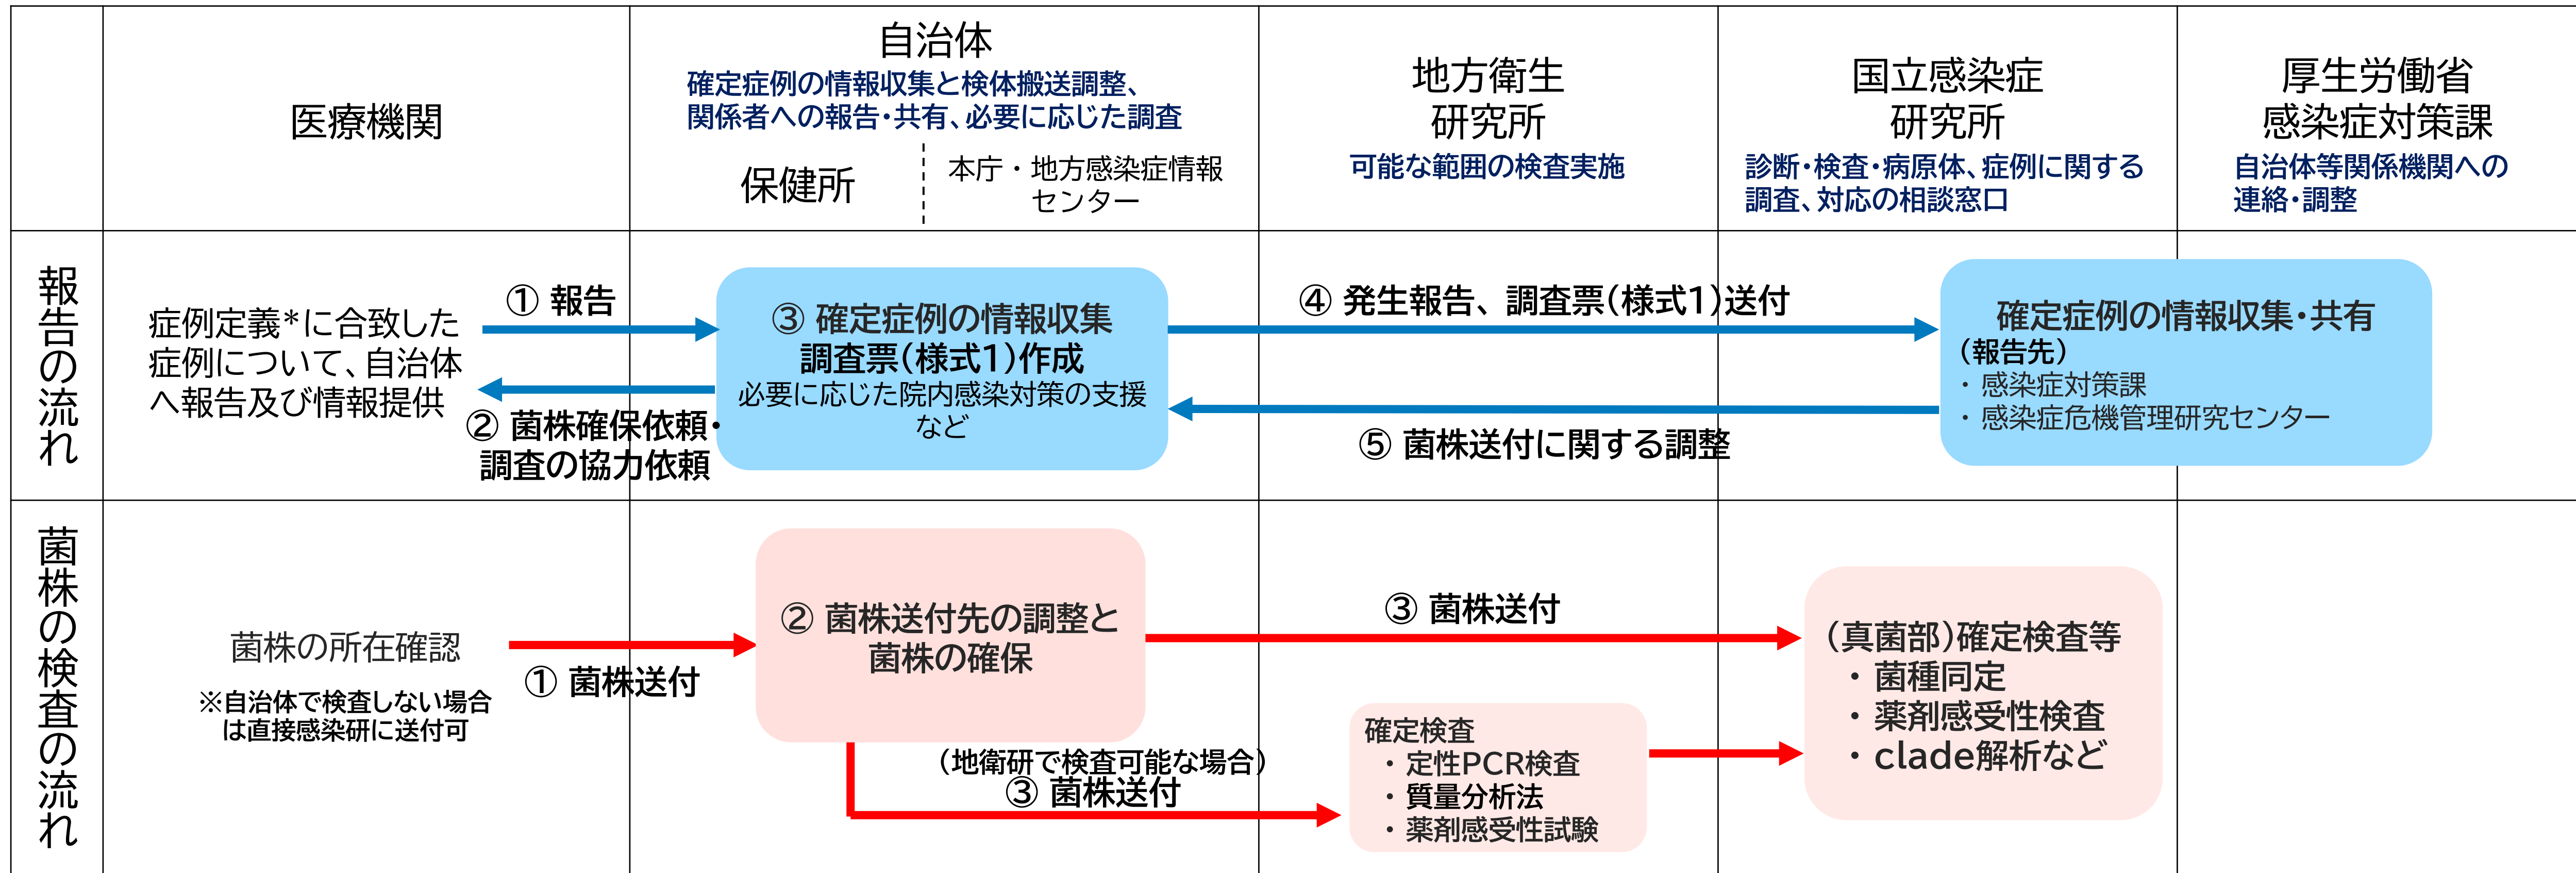 医療機関
自治体
確定症例の情報収集と検体搬送調整、
関係者への報告・共有、必要に応じた調査
保健所
本庁・地方感染症情報
センター
地方衛生
研究所
可能な範囲の検査実施
国立感染症
研究所
診断・検査・病原体、症例に関する
調査、対応の相談窓口
厚生労働省
感染症対策課
自治体等関係機関への
連絡・調整
報告の流れ
症例定義*に合致した
症例について、自治体
へ報告及び情報提供
① 報告
② 菌株確保依頼・
調査の協力依頼
③ 確定症例の情報収集
調査票(様式1)作成
必要に応じた院内感染対策の支援
など
④ 発生報告、調査票(様式1)送付
⑤ 菌株送付に関する調整
確定症例の情報収集・共有
(報告先)
・感染症対策課
・感染症危機管理研究センター
菌株の検査の流れ
菌株の所在確認
※自治体で検査しない場合
は直接感染研に送付可
① 菌株送付
② 菌株送付先の調整と
菌株の確保
③ 菌株送付
(地衛研で検査可能な場合)
③ 菌株送付
確定検査
・定性PCR検査
・質量分析法
・薬剤感受性試験
(真菌部)確定検査等
・菌種同定
・薬剤感受性検査
・clade解析など